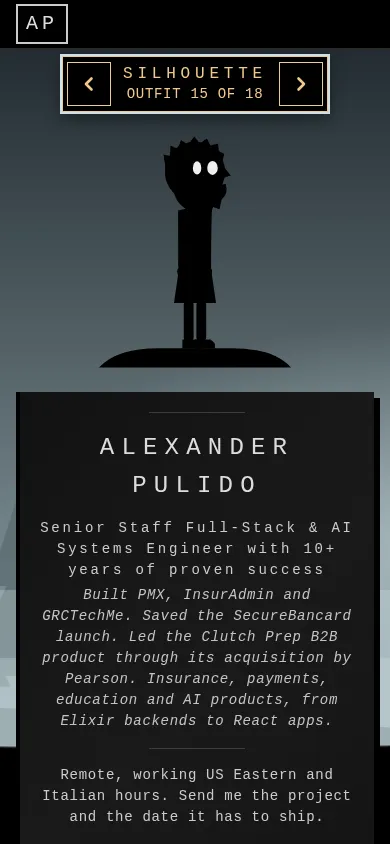 AP
SILHOUETTE
OUTFIT 15 OF 18
ALEXANDER
PULIDO
Senior Staff Full-Stack & AI
Systems Engineer with 10+
years of proven success
Built PMX, InsurAdmin and
GRCTechMe. Saved the SecureBancard
launch. Led the Clutch Prep B2B
product through its acquisition by
Pearson. Insurance, payments,
education and AI products, from
Elixir backends to React apps.
Remote, working US Eastern and
Italian hours. Send me the project
and the date it has to ship.